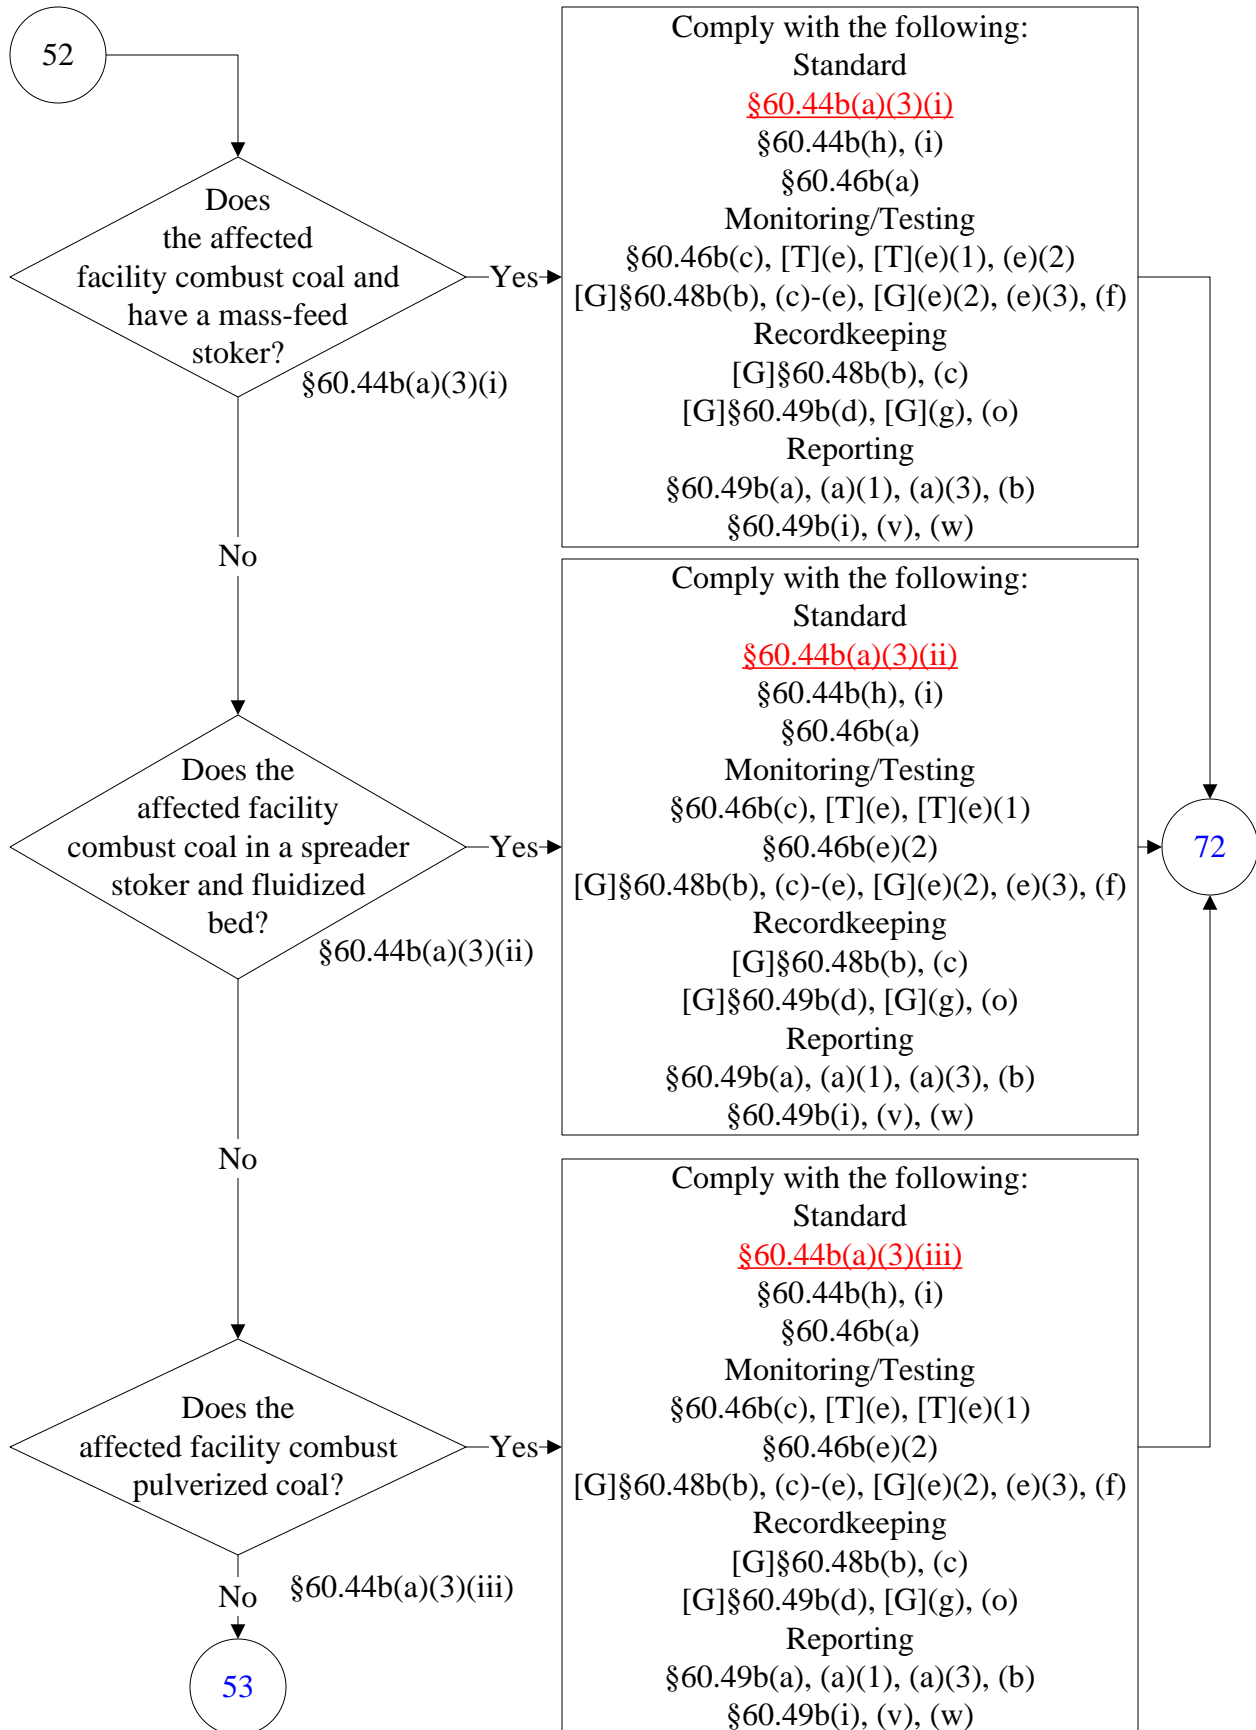 52
Does
the affected
facility combust coal and
have a mass-feed
stoker?
§60.44b(a)(3)(i)
Yes
No
Comply with the following:
Standard
§60.44b(a)(3)(i)
§60.44b(h), (i)
§60.46b(a)
Monitoring/Testing
§60.46b(c), [T](e), [T](e)(1), (e)(2)
[G]§60.48b(b), (c)-(e), [G](e)(2), (e)(3), (f)
Recordkeeping
[G]§60.48b(b), (c)
[G]§60.49b(d), [G](g), (o)
Reporting
§60.49b(a), (a)(1), (a)(3), (b)
§60.49b(i), (v), (w)
Does the
affected facility
combust coal in a spreader
stoker and fluidized
bed?
§60.44b(a)(3)(ii)
Yes
No
Comply with the following:
Standard
§60.44b(a)(3)(ii)
§60.44b(h), (i)
§60.46b(a)
Monitoring/Testing
§60.46b(c), [T](e), [T](e)(1)
§60.46b(e)(2)
[G]§60.48b(b), (c)-(e), [G](e)(2), (e)(3), (f)
Recordkeeping
[G]§60.48b(b), (c)
[G]§60.49b(d), [G](g), (o)
Reporting
§60.49b(a), (a)(1), (a)(3), (b)
§60.49b(i), (v), (w)
72
Does the
affected facility combust
pulverized coal?
§60.44b(a)(3)(iii)
Yes
No
53
Comply with the following:
Standard
§60.44b(a)(3)(iii)
§60.44b(h), (i)
§60.46b(a)
Monitoring/Testing
§60.46b(c), [T](e), [T](e)(1)
§60.46b(e)(2)
[G]§60.48b(b), (c)-(e), [G](e)(2), (e)(3), (f)
Recordkeeping
[G]§60.48b(b), (c)
[G]§60.49b(d), [G](g), (o)
Reporting
§60.49b(a), (a)(1), (a)(3), (b)
§60.49b(i), (v), (w)